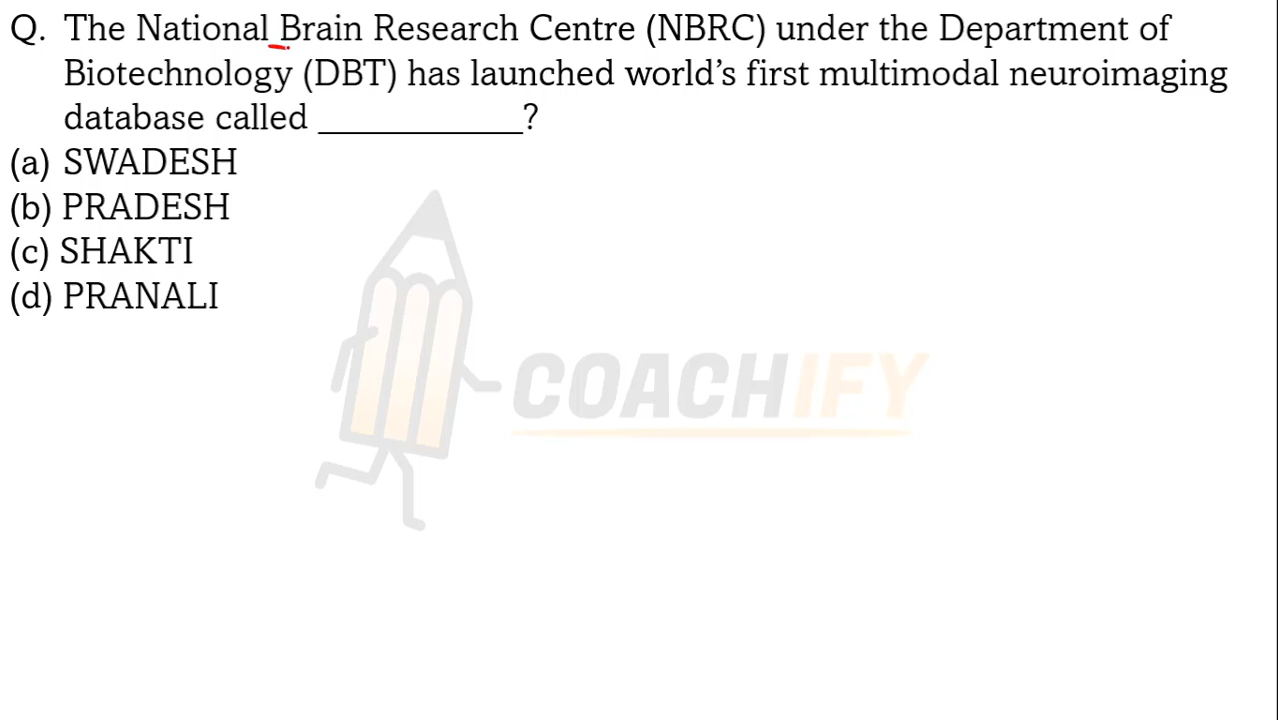 Q. The National Brain Research Centre (NBRC) under the Department of
Biotechnology (DBT) has launched world’s first multimodal neuroimaging
database called ____________?
(a) SWADESH
(b) PRADESH
(c) SHAKTI
(d) PRANALI
COACHIFY